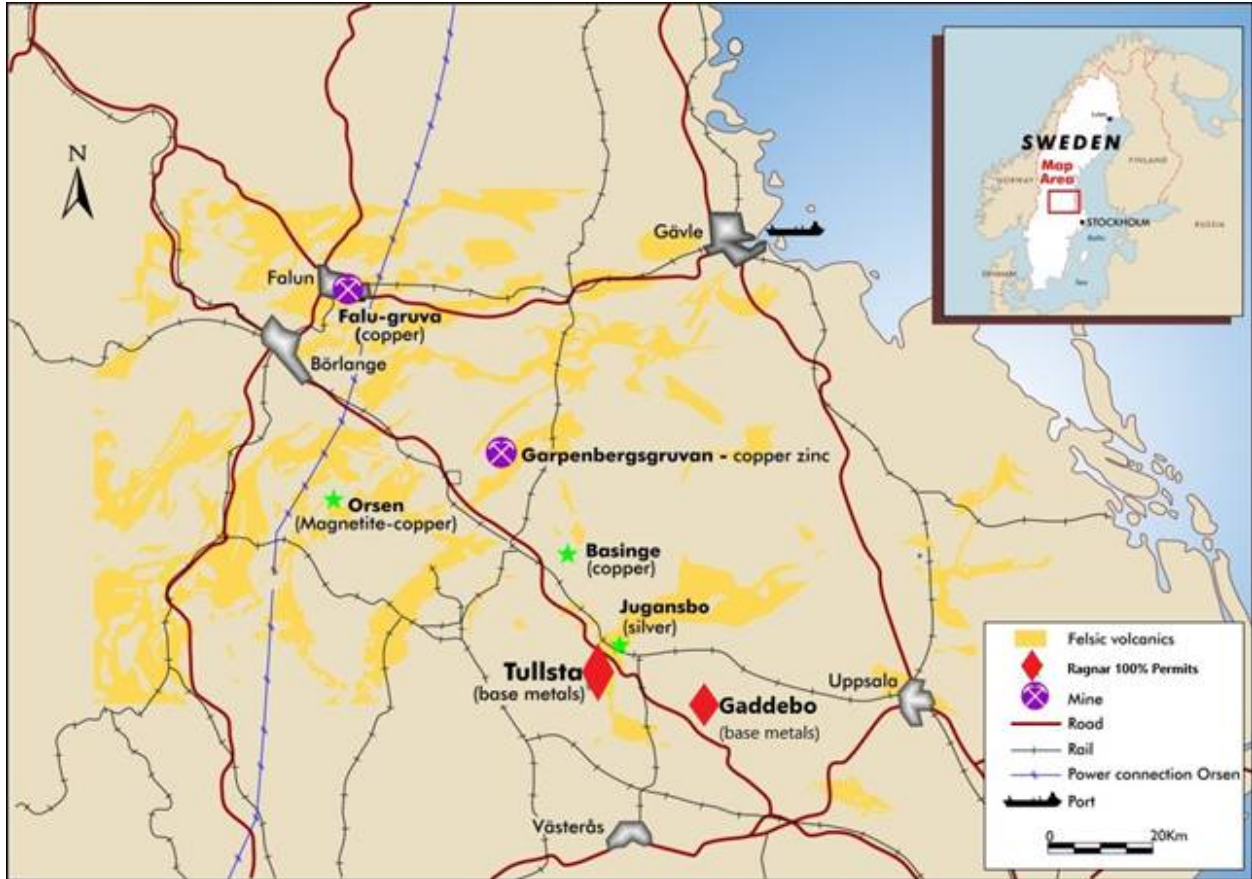 N
Falun
Falu-gruva
(copper)
Börlange
Gävle
Garpenbergsgruvan - copper zinc
Orsen
(Magnetite-copper)
Basinge
(copper)
Jugansbo
(silver)
Tullsta
(base metals)
Gaddebo
(base metals)
Uppsala
Västerås
SWEDEN
Map
Area
NORWAY
FINLAND
STOCKHOLM
RUSSIA
Baltic
Sea
Felsic volcanics
Ragnar 100% Permits
Mine
Road
Rail
Power connection Orsen
Port
0
20Km